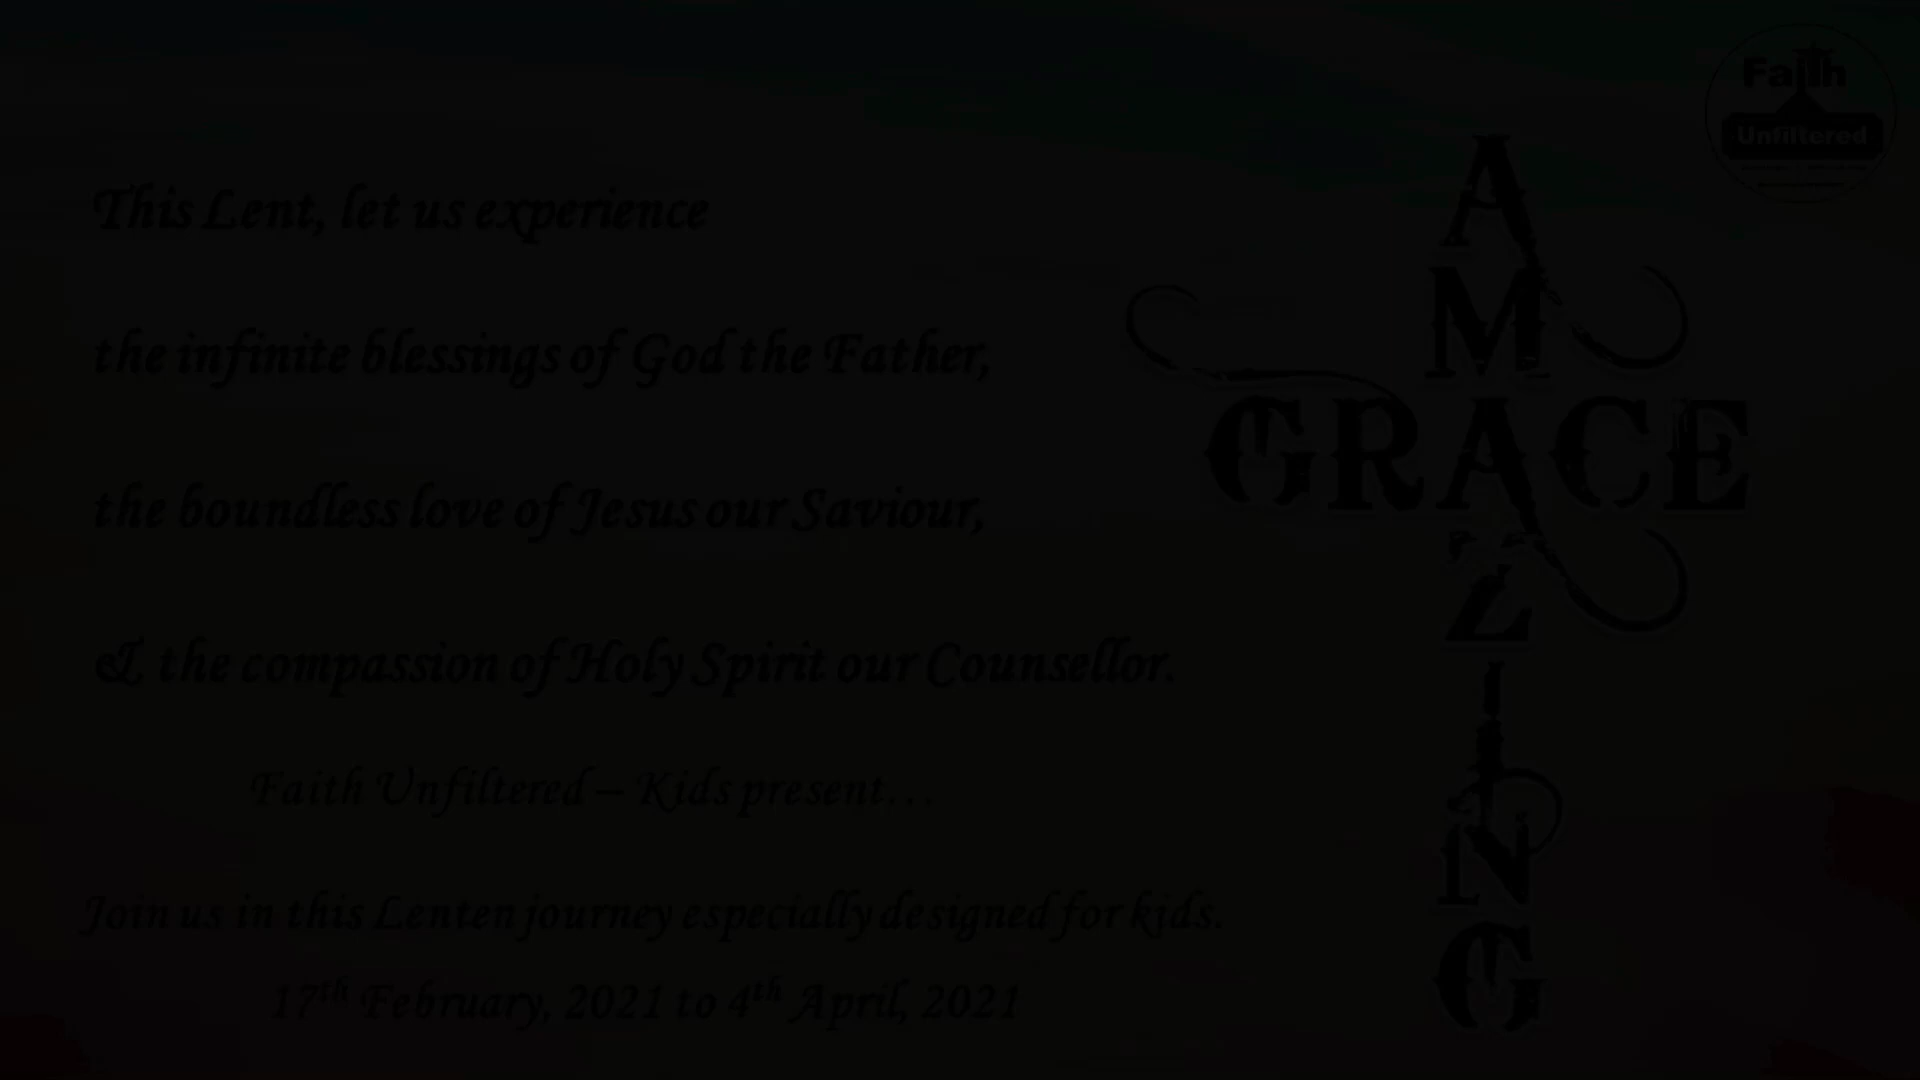 Faith
Unfiltered
This Lent, let us experience
the infinite blessings of God the Father,
the boundless love of Jesus our Saviour,
& the compassion of Holy Spirit our Counsellor.
Faith Unfiltered – Kids present…
Join us in this Lenten journey especially designed for kids.
17th February, 2021 to 4th April, 2021
AMAZING
GRACE